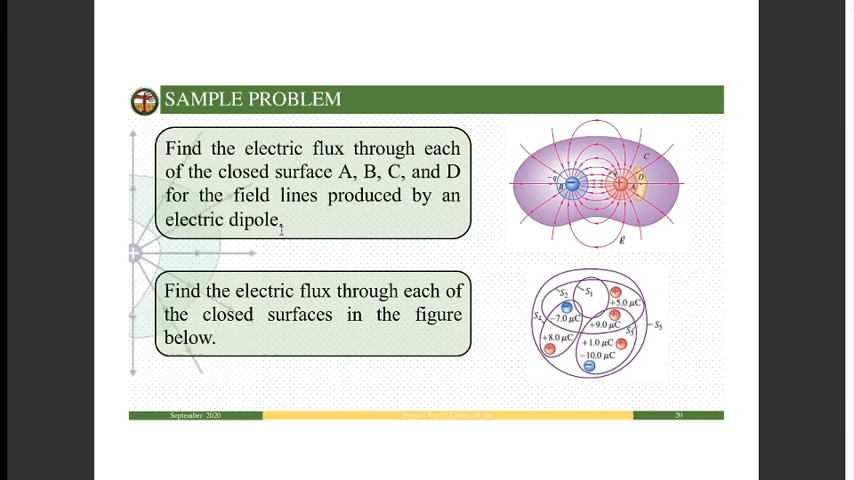 SAMPLE PROBLEM
Find the electric flux through each
of the closed surface A, B, C, and D
for the field lines produced by an
electric dipole.
C
-q
B
+
A
D
E
Find the electric flux through each of
the closed surfaces in the figure
below.
S₂
S₁
+5.0 μC
S₄
-7.0 μC
+9.0 μC
S₃
S₅
+8.0 μC
+1.0 μC
-10.0 μC
September 2020
20